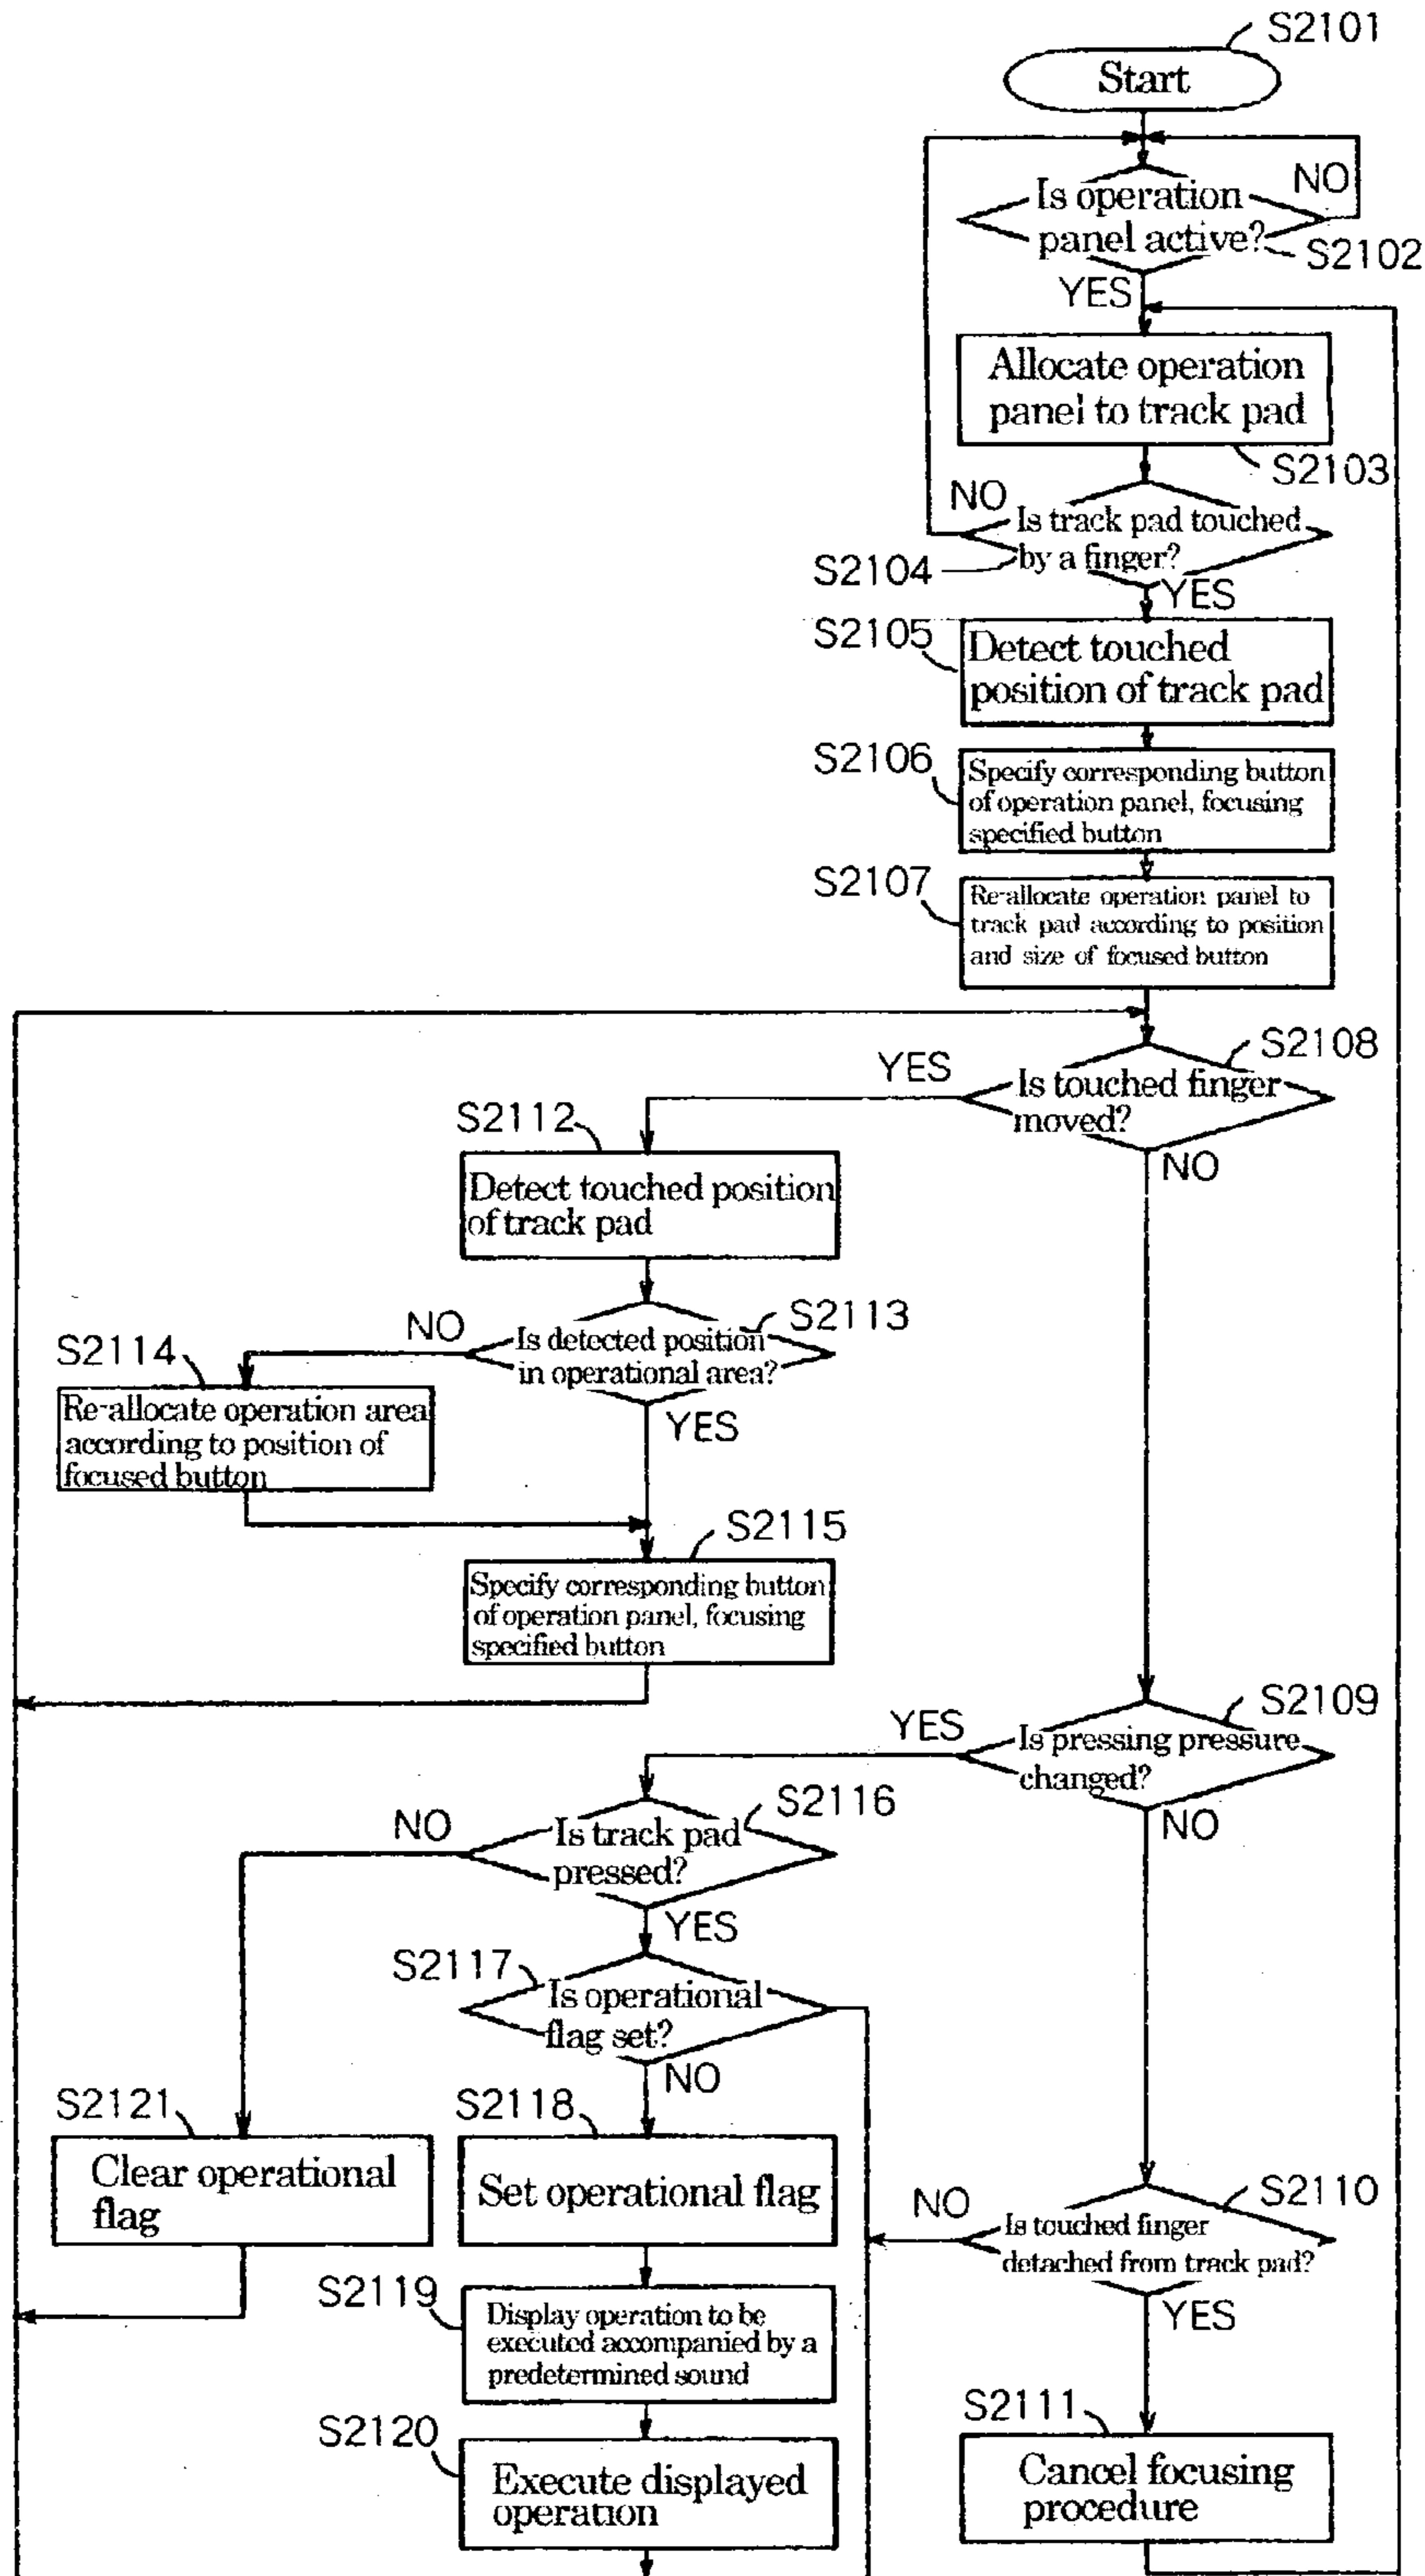 S2101
Start
NO
Is operation
panel active?
S2102
YES
Allocate operation
panel to track pad
S2103
NO
Is track pad touched
by a finger?
S2104
YES
S2105
Detect touched
position of track pad
S2106
Specify corresponding button
of operation panel, focusing
specified button
S2107
Re-allocate operation panel to
track pad according to position
and size of focused button
S2108
YES
Is touched finger
moved?
NO
S2112
Detect touched position
of track pad
S2113
NO
Is detected position
in operational area?
YES
S2114
Re-allocate operation area
according to position of
focused button
S2115
Specify corresponding button
of operation panel, focusing
specified button
S2109
YES
Is pressing pressure
changed?
NO
S2116
NO
Is track pad
pressed?
YES
S2117
Is operational
flag set?
NO
S2121
Clear operational
flag
S2118
Set operational flag
S2110
NO
Is touched finger
detached from track pad?
YES
S2119
Display operation to be
executed accompanied by a
predetermined sound
S2120
Execute displayed
operation
S2111
Cancel focusing
procedure